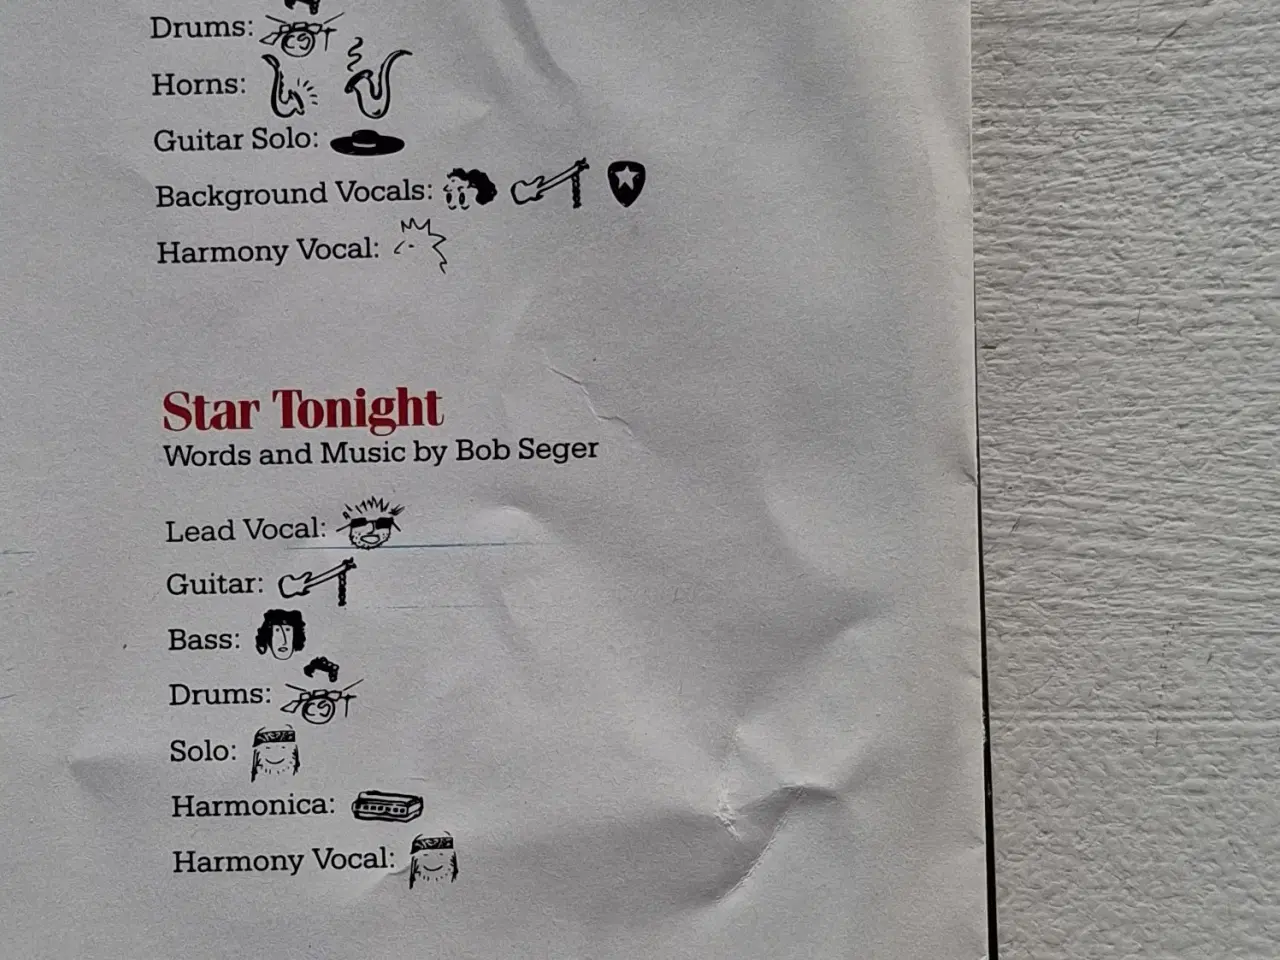 Drums:
Horns:
Guitar Solo:
Background Vocals:
Harmony Vocal:
Star Tonight
Words and Music by Bob Seger
Lead Vocal:
Guitar:
Bass:
Drums:
Solo:
Harmonica:
Harmony Vocal: